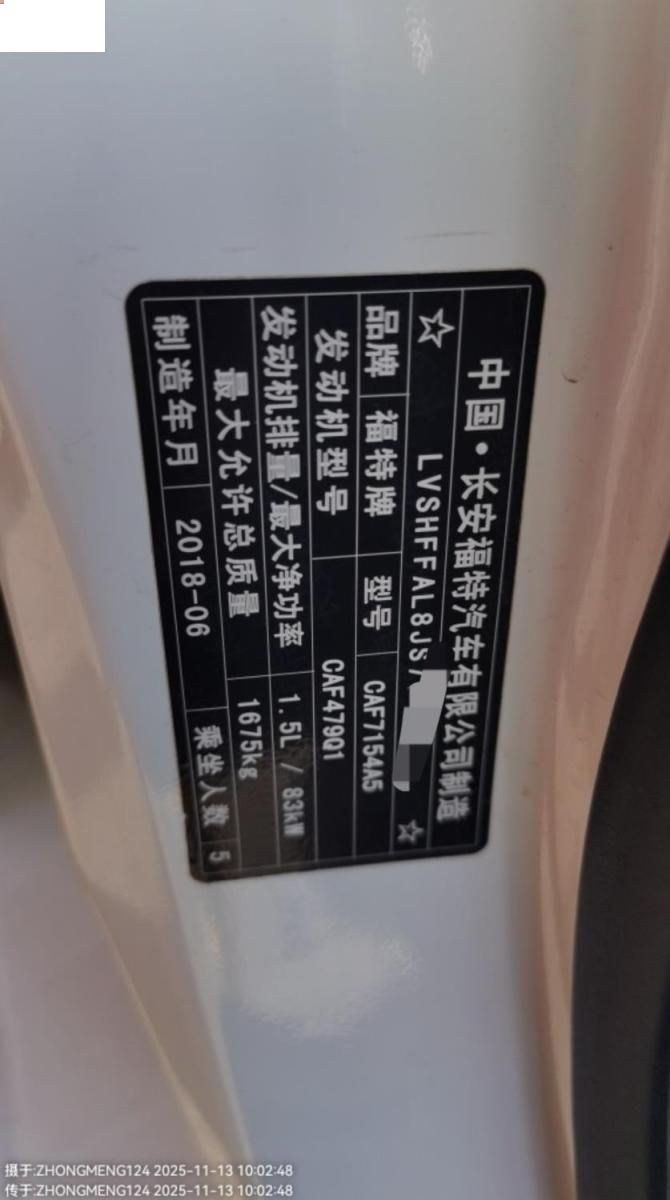 中国·长安福特汽车有限公司制造
☆ LVSHFFAL8JS ☆
品牌 福特牌 型号 CAF7154A5
发动机型号 CAF479Q1
发动机排量/最大净功率 1.5L / 83kW
最大允许总质量 1675kg
制造年月 2018-06 乘坐人数 5
摄于:ZHONGMENG124 2025-11-13 10:02:48
传于:ZHONGMENG124 2025-11-13 10:02:48